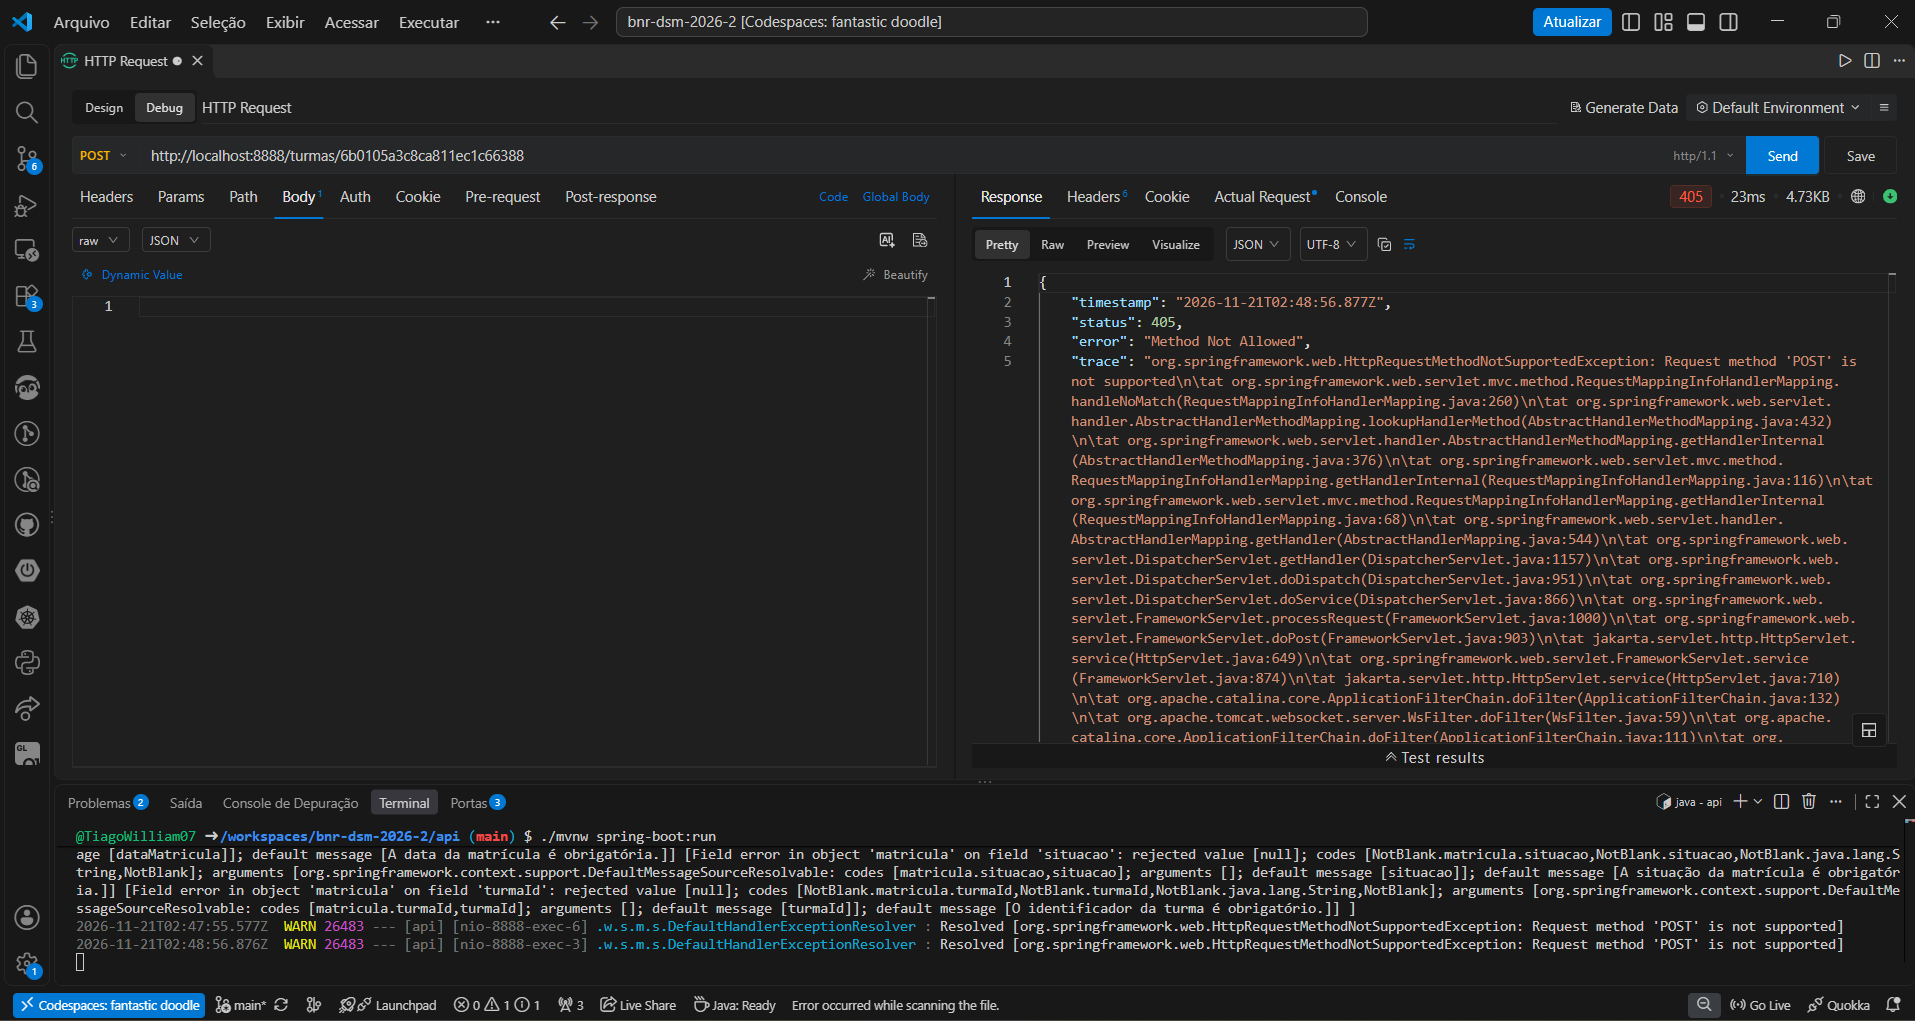 Arquivo Editar Seleção Exibir Acessar Executar ··· bnr-dsm-2026-2 [Codespaces: fantastic doodle] Atualizar
HTTP Request
Design Debug HTTP Request Generate Data Default Environment
POST http://localhost:8888/turmas/6b0105a3c8ca811ec1c66388 http/1.1 Send Save
Headers Params Path Body 1 Auth Cookie Pre-request Post-response Code Global Body
raw JSON
Dynamic Value Beautify
1
Response Headers 6 Cookie Actual Request Console 405 23ms 4.73KB
Pretty Raw Preview Visualize JSON UTF-8
1 {
2 "timestamp": "2026-11-21T02:48:56.877Z",
3 "status": 405,
4 "error": "Method Not Allowed",
5 "trace": "org.springframework.web.HttpRequestMethodNotSupportedException: Request method 'POST' is
not supported\n\tat org.springframework.web.servlet.mvc.method.RequestMappingInfoHandlerMapping.
handleNoMatch(RequestMappingInfoHandlerMapping.java:260)\n\tat org.springframework.web.servlet.
handler.AbstractHandlerMethodMapping.lookupHandlerMethod(AbstractHandlerMethodMapping.java:432)
\n\tat org.springframework.web.servlet.handler.AbstractHandlerMethodMapping.getHandlerInternal
(AbstractHandlerMethodMapping.java:376)\n\tat org.springframework.web.servlet.mvc.method.
RequestMappingInfoHandlerMapping.getHandlerInternal(RequestMappingInfoHandlerMapping.java:116)\n\tat
org.springframework.web.servlet.mvc.method.RequestMappingInfoHandlerMapping.getHandlerInternal
(RequestMappingInfoHandlerMapping.java:68)\n\tat org.springframework.web.servlet.handler.
AbstractHandlerMapping.getHandler(AbstractHandlerMapping.java:544)\n\tat org.springframework.web.
servlet.DispatcherServlet.getHandler(DispatcherServlet.java:1157)\n\tat org.springframework.web.
servlet.DispatcherServlet.doDispatch(DispatcherServlet.java:951)\n\tat org.springframework.web.
servlet.DispatcherServlet.doService(DispatcherServlet.java:866)\n\tat org.springframework.web.
servlet.FrameworkServlet.processRequest(FrameworkServlet.java:1000)\n\tat org.springframework.web.
servlet.FrameworkServlet.doPost(FrameworkServlet.java:903)\n\tat jakarta.servlet.http.HttpServlet.
service(HttpServlet.java:649)\n\tat org.springframework.web.servlet.FrameworkServlet.service
(FrameworkServlet.java:874)\n\tat jakarta.servlet.http.HttpServlet.service(HttpServlet.java:710)
\n\tat org.apache.catalina.core.ApplicationFilterChain.doFilter(ApplicationFilterChain.java:132)
\n\tat org.apache.tomcat.websocket.server.WsFilter.doFilter(WsFilter.java:59)\n\tat org.apache.
catalina.core.ApplicationFilterChain.doFilter(ApplicationFilterChain.java:111)\n\tat org.
Test results
Problemas 2 Saída Console de Depuração Terminal Portas 3 java - api
@TiagoWilliam07 ➜/workspaces/bnr-dsm-2026-2/api (main) $ ./mvnw spring-boot:run
age [dataMatricula]]; default message [A data da matrícula é obrigatória.]] [Field error in object 'matricula' on field 'situacao': rejected value [null]; codes [NotBlank.matricula.situacao,NotBlank.situacao,NotBlank.java.lang.S
tring,NotBlank]; arguments [org.springframework.context.support.DefaultMessageSourceResolvable: codes [matricula.situacao,situacao]; arguments []; default message [situacao]]; default message [A situação da matrícula é obrigatór
ia.]] [Field error in object 'matricula' on field 'turmaId': rejected value [null]; codes [NotBlank.matricula.turmaId,NotBlank.turmaId,NotBlank.java.lang.String,NotBlank]; arguments [org.springframework.context.support.DefaultMe
ssageSourceResolvable: codes [matricula.turmaId,turmaId]; arguments []; default message [turmaId]]; default message [O identificador da turma é obrigatório.]] ]
2026-11-21T02:47:55.577Z WARN 26483 --- [api] [nio-8888-exec-6] .w.s.m.s.DefaultHandlerExceptionResolver : Resolved [org.springframework.web.HttpRequestMethodNotSupportedException: Request method 'POST' is not supported]
2026-11-21T02:48:56.876Z WARN 26483 --- [api] [nio-8888-exec-3] .w.s.m.s.DefaultHandlerExceptionResolver : Resolved [org.springframework.web.HttpRequestMethodNotSupportedException: Request method 'POST' is not supported]
6
3
GL
1
Codespaces: fantastic doodle main* Launchpad 0 1 1 3 Live Share Java: Ready Error occurred while scanning the file. Go Live Quokka